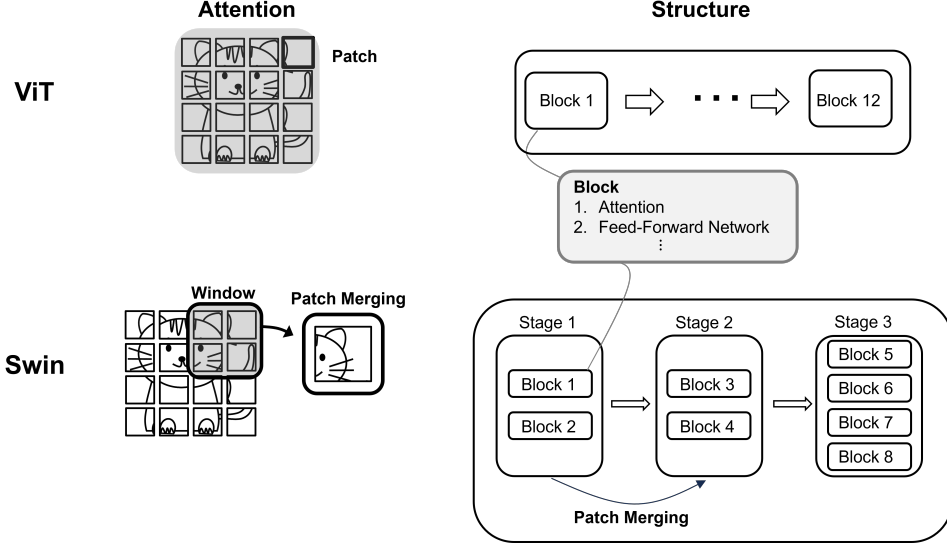 Attention
Structure
ViT
Patch
Block 1
Block 12
Block
1. Attention
2. Feed-Forward Network
⋮
Swin
Window
Patch Merging
Stage 1
Block 1
Block 2
Stage 2
Block 3
Block 4
Stage 3
Block 5
Block 6
Block 7
Block 8
Patch Merging